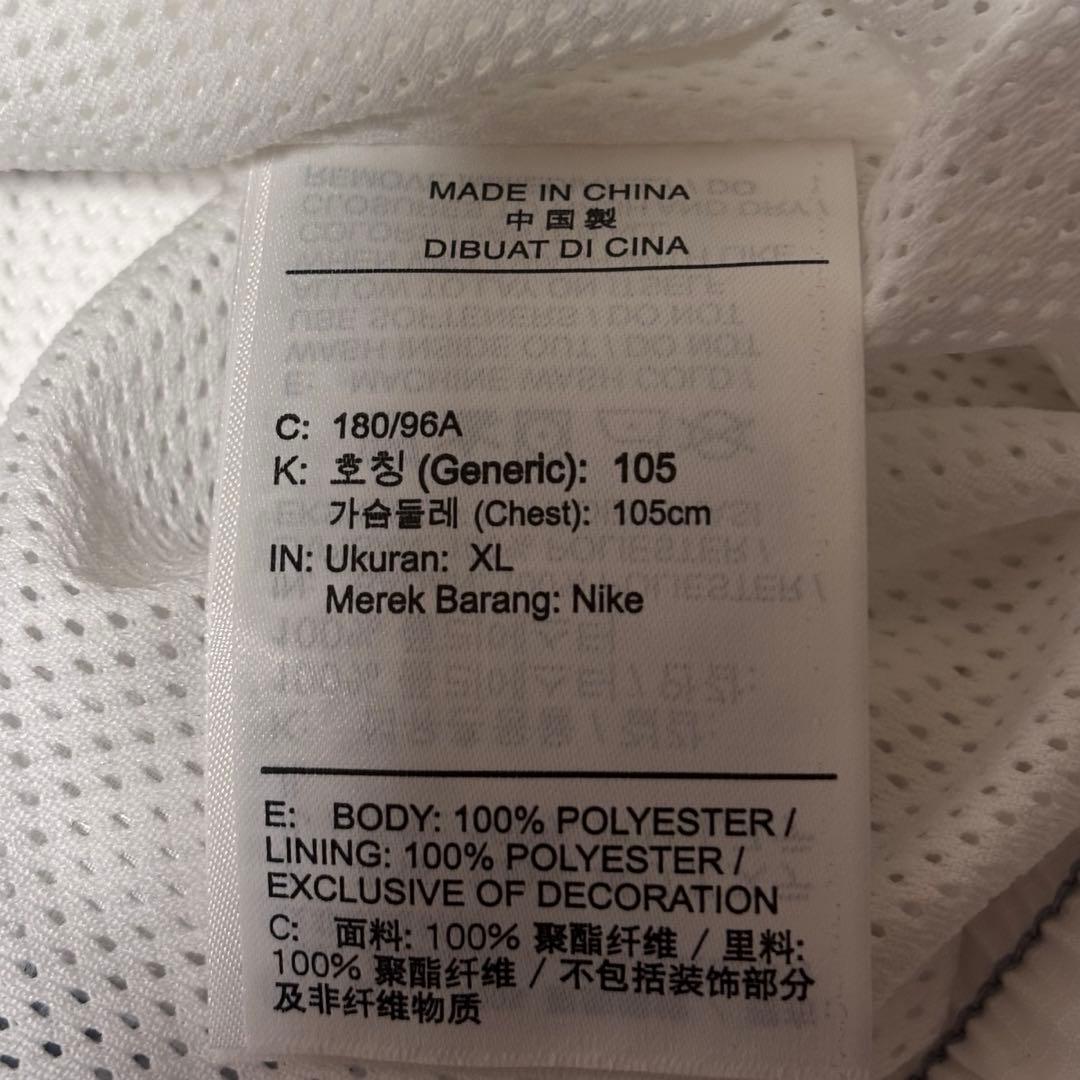 MADE IN CHINA
中国製
DIBUAT DI CINA
C: 180/96A
K: 호칭 (Generic): 105
가슴둘레 (Chest): 105cm
IN: Ukuran: XL
Merek Barang: Nike
E: BODY: 100% POLYESTER /
LINING: 100% POLYESTER /
EXCLUSIVE OF DECORATION
C: 面料: 100% 聚酯纤维 / 里料:
100% 聚酯纤维 / 不包括装饰部分
及非纤维物质